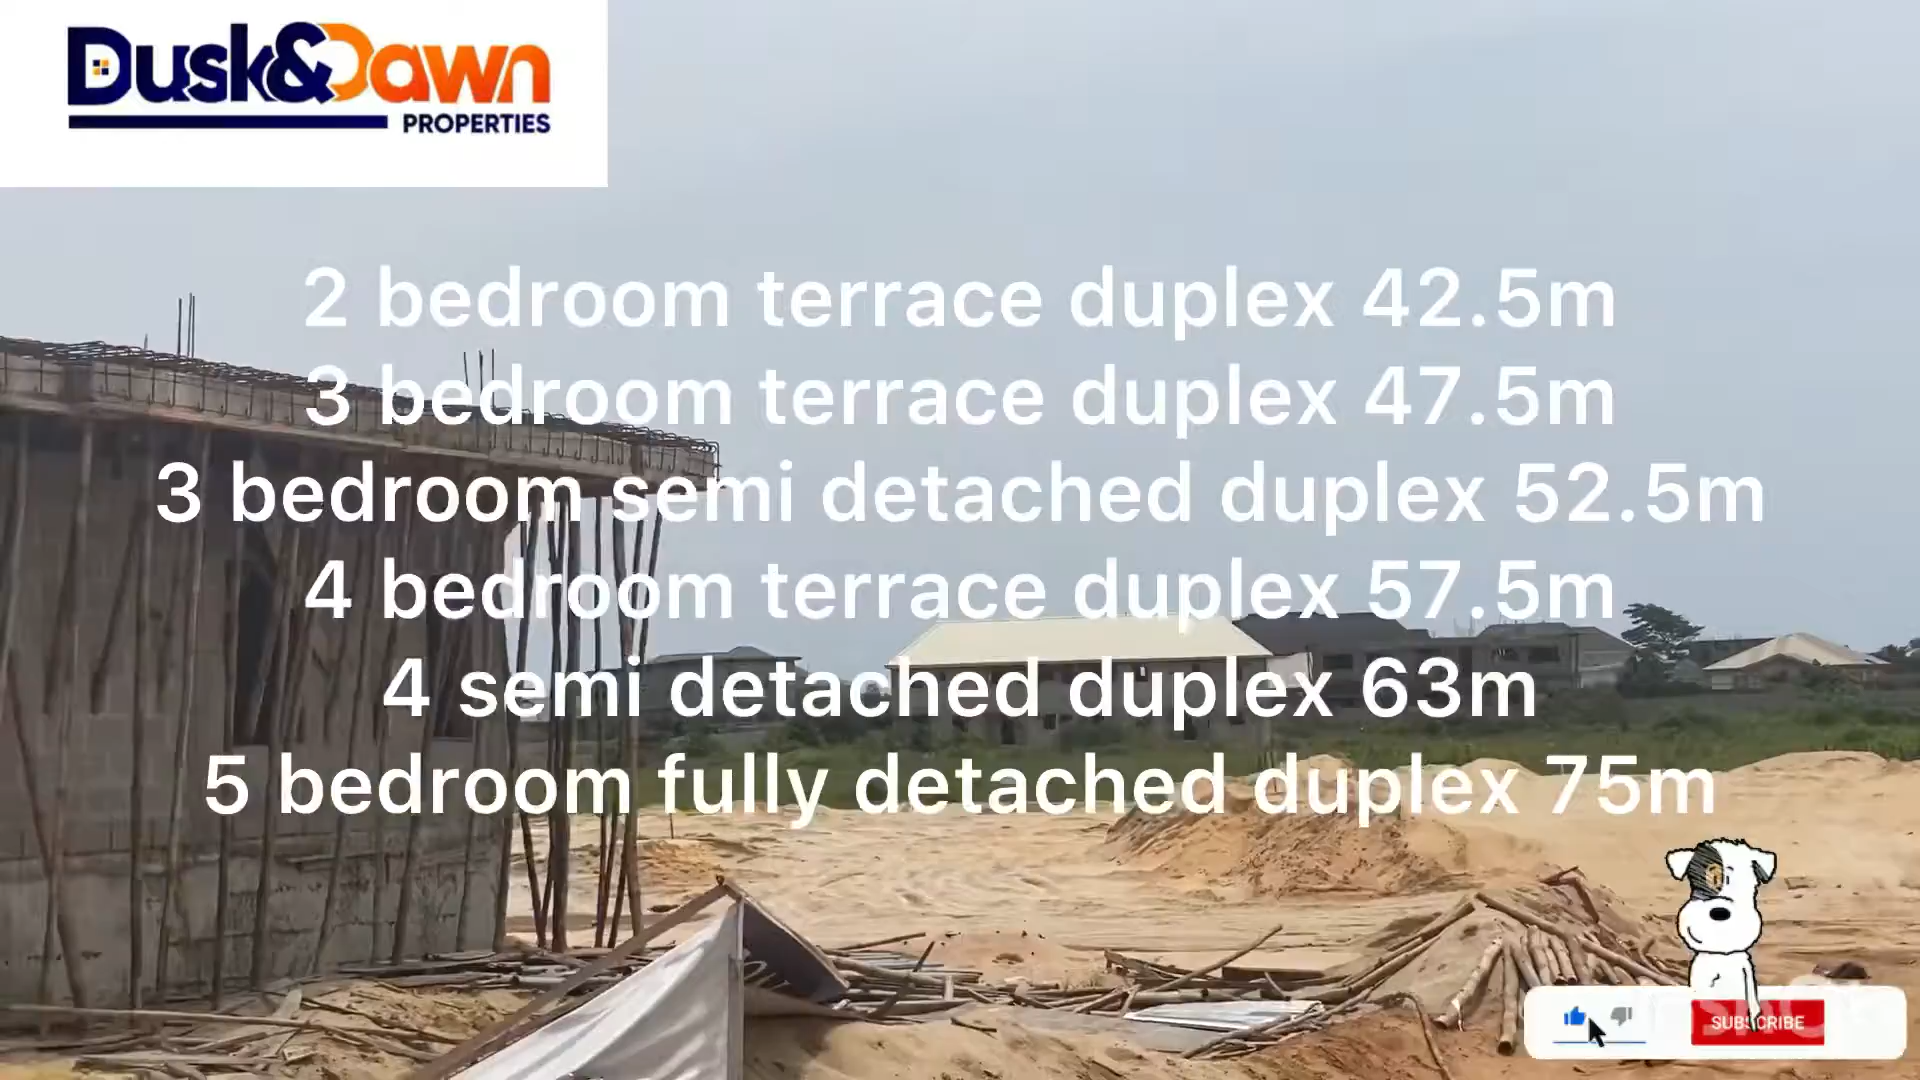 Dusk&Dawn
PROPERTIES
2 bedroom terrace duplex 42.5m
3 bedroom terrace duplex 47.5m
3 bedroom semi detached duplex 52.5m
4 bedroom terrace duplex 57.5m
4 semi detached duplex 63m
5 bedroom fully detached duplex 75m
SUBSCRIBE